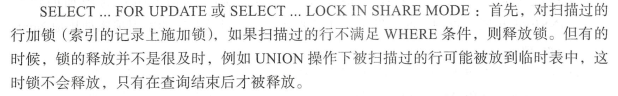 SELECT ... FOR UPDATE 或 SELECT ... LOCK IN SHARE MODE ：首先，对扫描过的
行加锁（索引的记录上施加锁），如果扫描过的行不满足 WHERE 条件，则释放锁。但有的
时候，锁的释放并不是很及时，例如 UNION 操作下被扫描过的行可能被放到临时表中，这
时锁不会释放，只有在查询结束后才被释放。